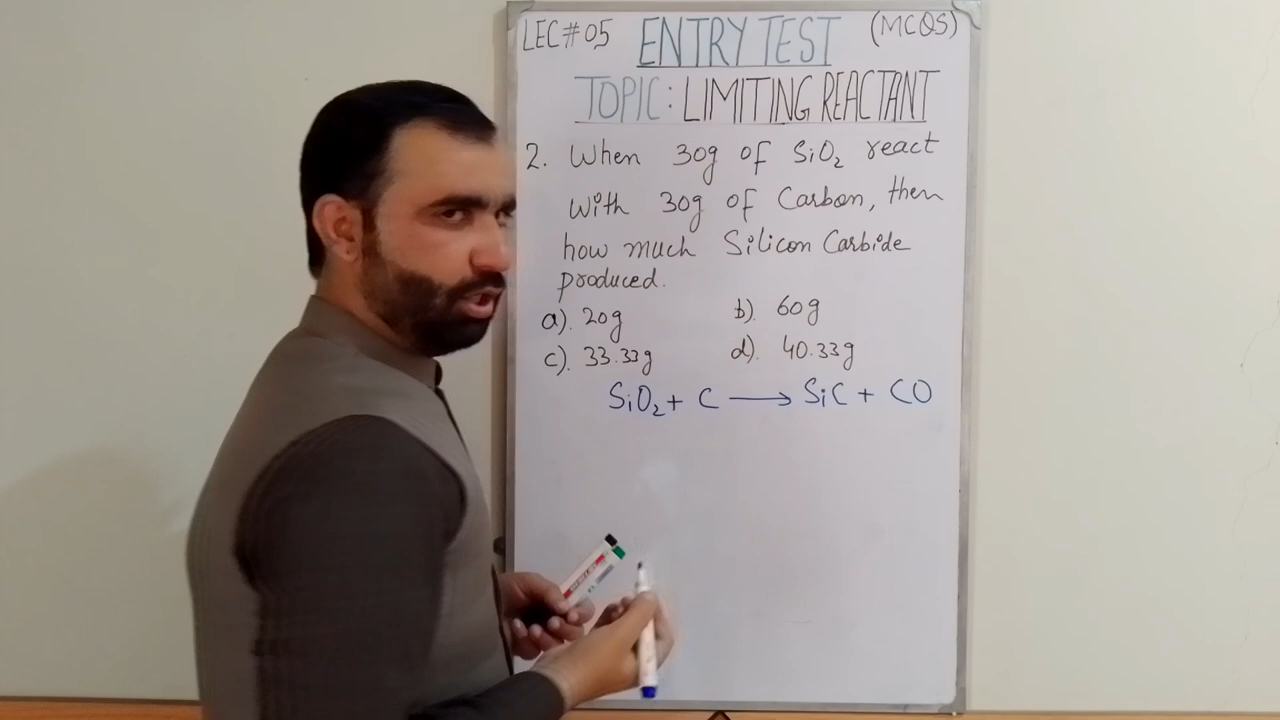 LEC#05 ENTRY TEST (MCQS)
TOPIC: LIMITING REACTANT
2. When 30g of SiO₂ react
with 30g of Carbon, then
how much Silicon Carbide
produced.
a). 20g b). 60g
c). 33.33g d). 40.33g
SiO₂ + C ⟶ SiC + CO